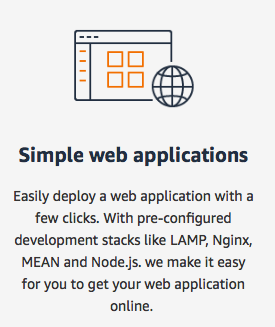 Simple web applications
Easily deploy a web application with a
few clicks. With pre-configured
development stacks like LAMP, Nginx,
MEAN and Node.js. we make it easy
for you to get your web application
online.